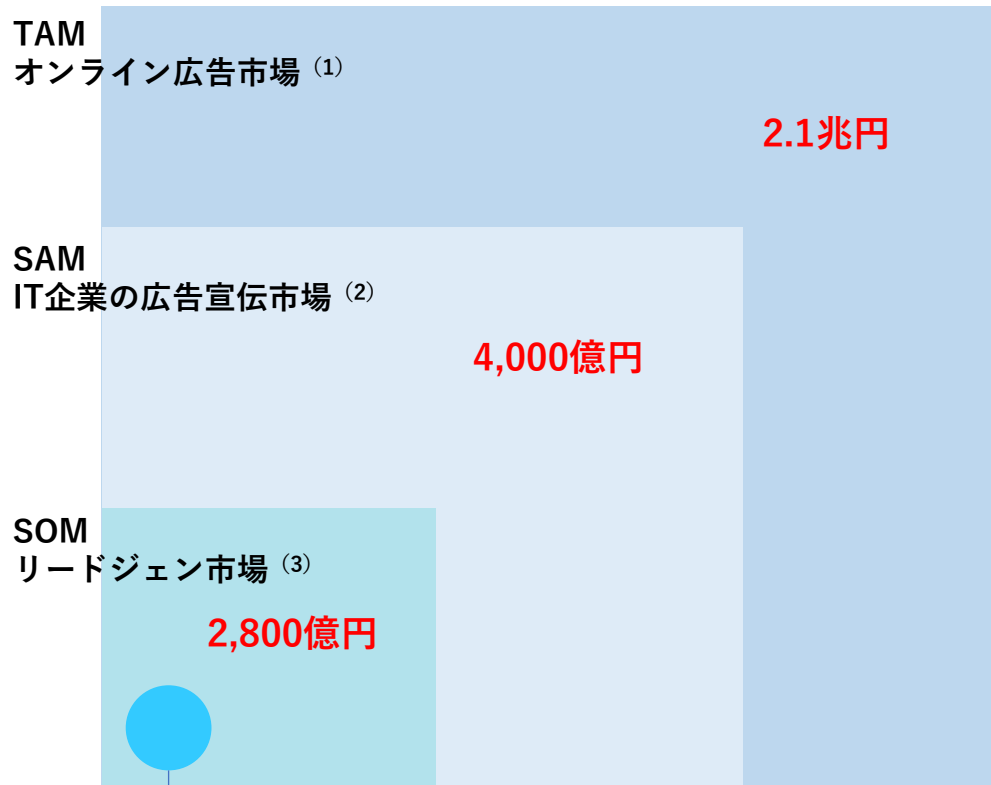 TAM
オンライン広告市場（1）
2.1兆円
SAM
IT企業の広告宣伝市場（2）
4,000億円
SOM
リードジェン市場（3）
2,800億円